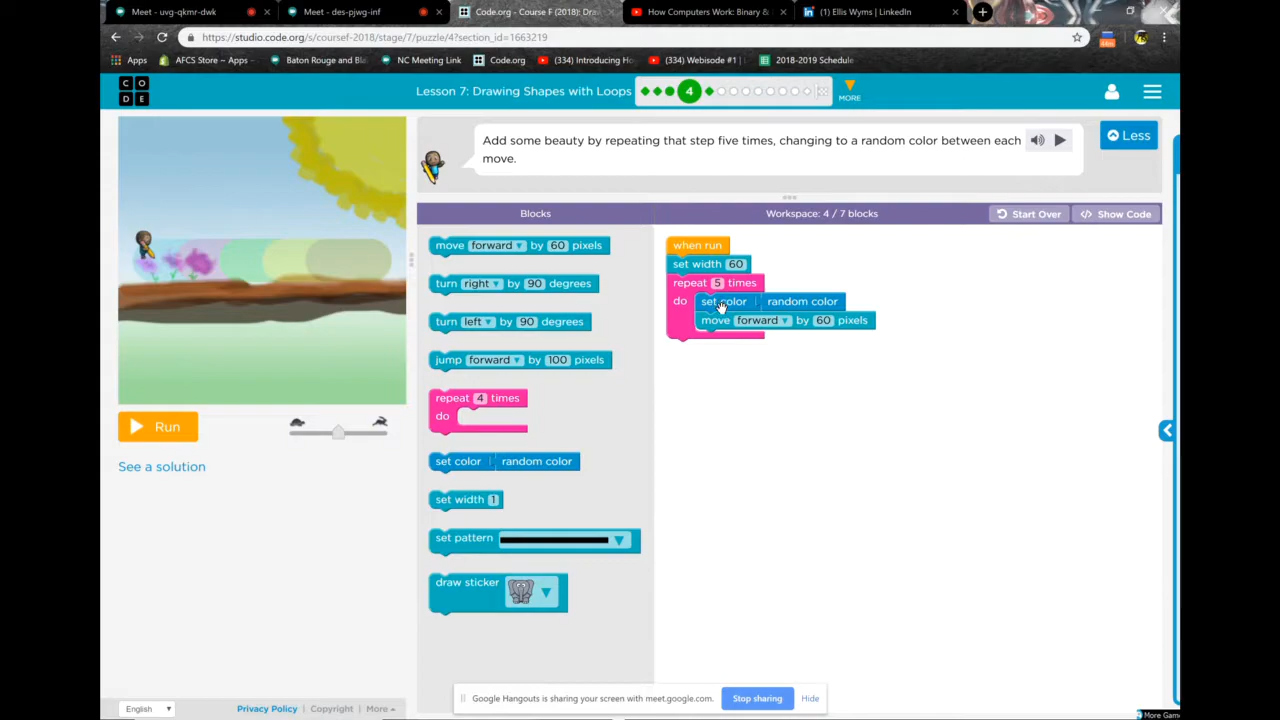 Meet - uvg-qkmr-dwk
Meet - des-pjwg-inf
Code.org - Course F (2018): Dra
How Computers Work: Binary &
(1) Ellis Wyms | LinkedIn
https://studio.code.org/s/coursef-2018/stage/7/puzzle/4?section_id=1663219
Apps
AFCS Store ~ Apps -
Baton Rouge and Bla
NC Meeting Link
Code.org
(334) Introducing Ho
(334) Webisode #1 |
2018-2019 Schedule
C O
D E
Lesson 7: Drawing Shapes with Loops
4
MORE
Add some beauty by repeating that step five times, changing to a random color between each
move.
Less
Blocks
Workspace: 4 / 7 blocks
Start Over
</> Show Code
move forward by 60 pixels
turn right by 90 degrees
turn left by 90 degrees
jump forward by 100 pixels
repeat 4 times
do
set color random color
set width 1
set pattern
draw sticker
when run
set width 60
repeat 5 times
do set color random color
move forward by 60 pixels
Run
See a solution
Google Hangouts is sharing your screen with meet.google.com.
Stop sharing
Hide
English
Privacy Policy
Copyright
More
More Game